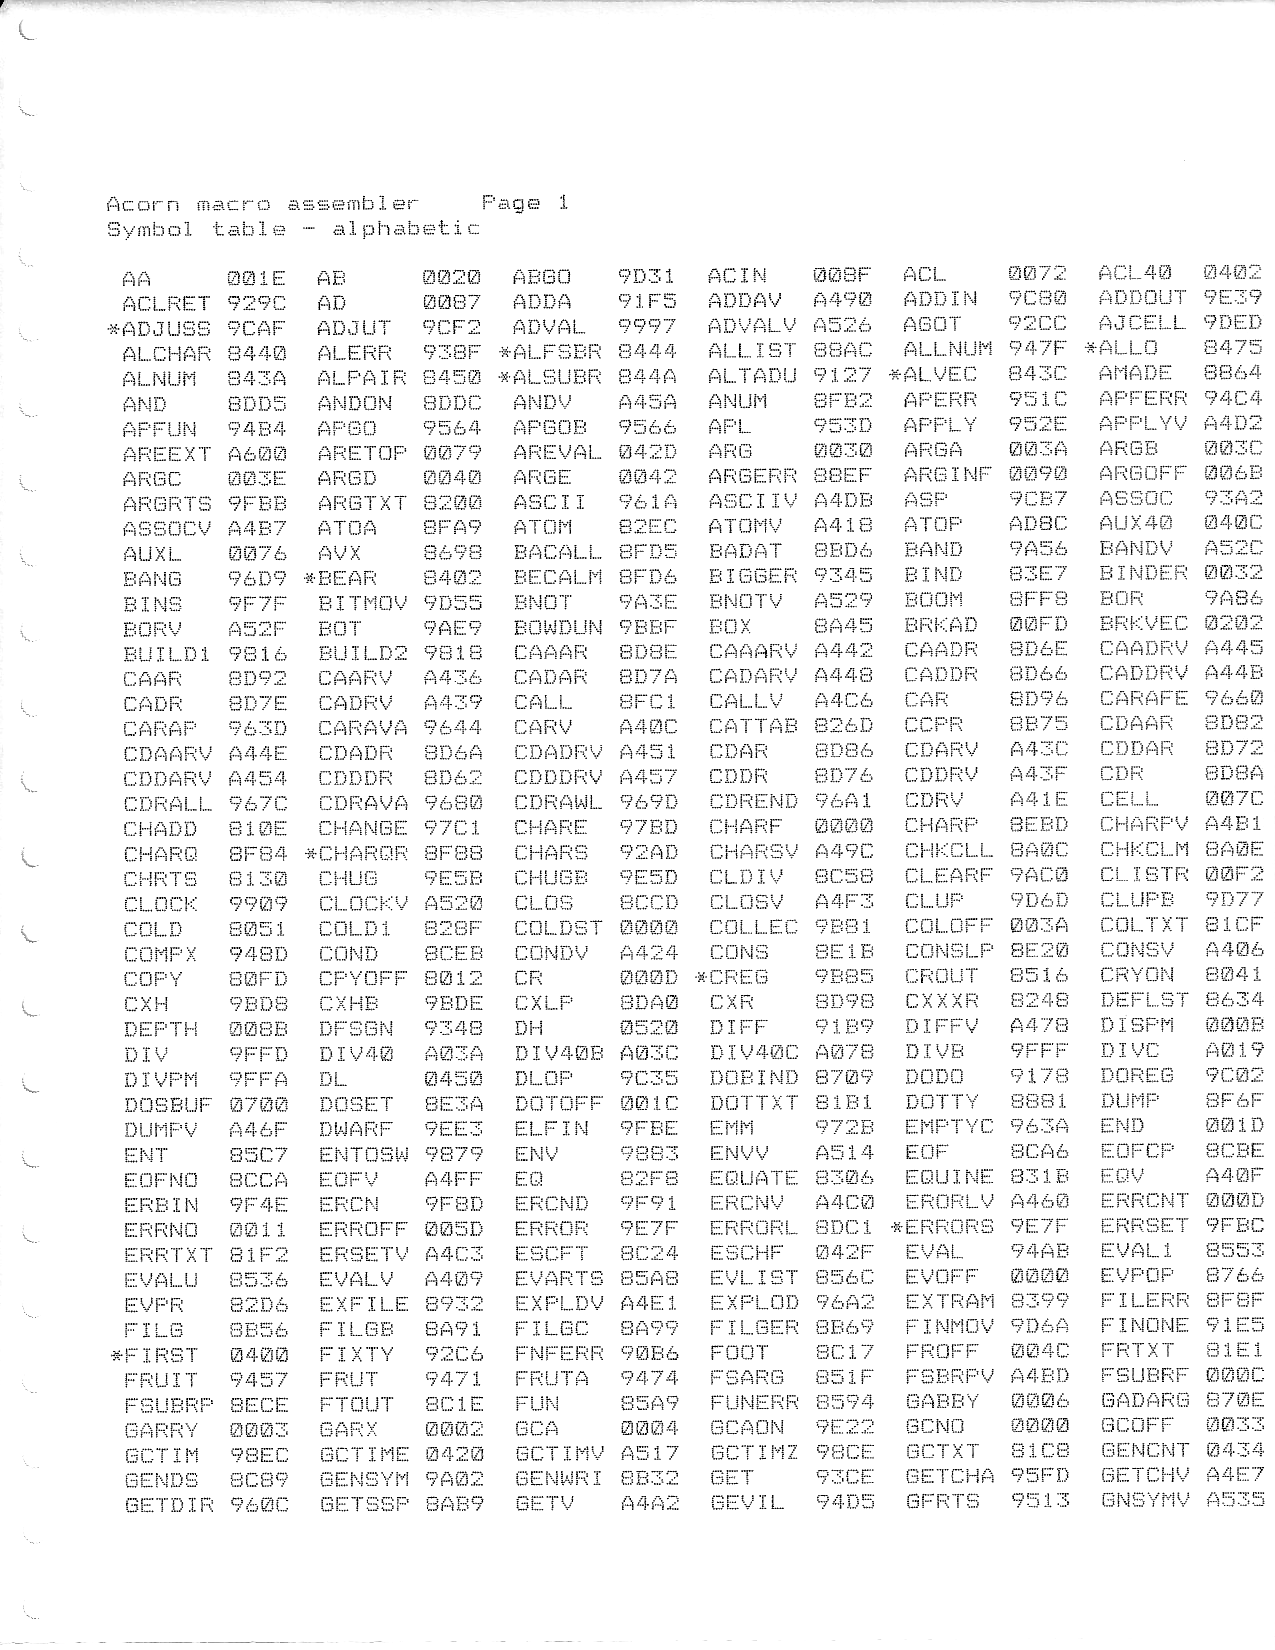 Acorn macro assembler Page 1
Symbol table - alphabetic
AA 001E AB 0020 ABGO 9D31 ACIN 008F ACL 0072 ACL40 0402
ACLRET 929C AD 0087 ADDA 91F5 ADDAV A490 ADDIN 9C80 ADDOUT 9E39
*ADJUSS 9CAF ADJUT 9CF2 ADVAL 9997 ADVALV A526 AGOT 92CC AJCELL 9DED
ALCHAR 8440 ALERR 938F *ALFSBR 8444 ALLIST 88AC ALLNUM 947F *ALLO 8475
ALNUM 843A ALPAIR 8450 *ALSUBR 844A ALTADU 9127 *ALVEC 843C AMADE 8864
AND 8DD5 ANDON 8DDC ANDV A45A ANUM 8FB2 APERR 951C APFERR 94C4
APFUN 94B4 APGO 9564 APGOB 9566 APL 953D APPLY 952E APPLYV A4D2
AREEXT A600 ARETOP 0079 AREVAL 042D ARG 0030 ARGA 003A ARGB 003C
ARGC 003E ARGD 0040 ARGE 0042 ARGERR 88EF ARGINF 0090 ARGOFF 006B
ARGRTS 9FBB ARGTXT 8200 ASCII 961A ASCIIV A4DB ASP 9CB7 ASSOC 93A2
ASSOCV A4B7 ATOA 8FA9 ATOM 82EC ATOMV A418 ATOP AD8C AUX40 040C
AUXL 0076 AVX 8698 BACALL 8FD5 BADAT 8BD6 BAND 9A56 BANDV A52C
BANG 96D9 *BEAR 8402 BECALM 8FD6 BIGGER 9345 BIND 83E7 BINDER 0032
BINS 9F7F BITMOV 9D55 BNOT 9A3E BNOTV A529 BOOM 8FF8 BOR 9A86
BORV A52F BOT 9AE9 BOWDUN 9BBF BOX 8A45 BRKAD 00FD BRKVEC 0202
BUILD1 9816 BUILD2 9818 CAAAR 8D8E CAAARV A442 CAADR 8D6E CAADRV A445
CAAR 8D92 CAARV A436 CADAR 8D7A CADARV A448 CADDR 8D66 CADDRV A44B
CADR 8D7E CADRV A439 CALL 8FC1 CALLV A4C6 CAR 8D96 CARAFE 9660
CARAP 963D CARAVA 9644 CARV A40C CATTAB 826D CCPR 8B75 CDAAR 8D82
CDAARV A44E CDADR 8D6A CDADRV A451 CDAR 8D86 CDARV A43C CDDAR 8D72
CDDARV A454 CDDDR 8D62 CDDDRV A457 CDDR 8D76 CDDRV A43F CDR 8D8A
CDRALL 967C CDRAVA 9680 CDRAWL 969D CDREND 96A1 CDRV A41E CELL 007C
CHADD 810E CHANGE 97C1 CHARE 97BD CHARF 0000 CHARP 8EBD CHARPV A4B1
CHARQ 8F84 *CHARQR 8F88 CHARS 92AD CHARSV A49C CHKCLL 8A0C CHKCLM 8A0E
CHRTS 8130 CHUG 9E5B CHUGB 9E5D CLDIV 8C58 CLEARF 9AC0 CLISTR 00F2
CLOCK 9909 CLOCKV A520 CLOS 8CCD CLOSV A4F3 CLUP 9D6D CLUPB 9D77
COLD 8051 COLD1 828F COLDST 0000 COLLEC 9B81 COLOFF 003A COLTXT 81CF
COMPX 948D COND 8CEB CONDV A424 CONS 8E1B CONSLP 8E20 CONSV A406
COPY 80FD CPYOFF 8012 CR 000D *CREG 9B85 CROUT 8516 CRYON 8041
CXH 9BD8 CXHB 9BDE CXLP 8DA0 CXR 8D98 CXXXR 8248 DEFLST 8634
DEPTH 008B DFSGN 9348 DH 0520 DIFF 91B9 DIFFV A478 DISPM 000B
DIV 9FFD DIV40 A03A DIV40B A03C DIV40C A078 DIVB 9FFF DIVC A019
DIVPM 9FFA DL 0450 DLOP 9C35 DOBIND 8709 DODO 9178 DOREG 9C02
DOSBUF 0700 DOSET 8E3A DOTOFF 001C DOTTXT 81B1 DOTTY 8881 DUMP 8F6F
DUMPV A46F DWARF 9EE3 ELFIN 9FBE EMM 972B EMPTYC 963A END 001D
ENT 85C7 ENTOSW 9879 ENV 9883 ENVV A514 EOF 8CA6 EOFCP 8CBE
EOFNO 8CCA EOFV A4FF EQ 82F8 EQUATE 8306 EQUINE 831B EQV A40F
ERBIN 9F4E ERCN 9F8D ERCND 9F91 ERCNV A4C0 ERORLV A460 ERRCNT 000D
ERRNO 0011 ERROFF 005D ERROR 9E7F ERRORL 8DC1 *ERRORS 9E7F ERRSET 9FBC
ERRTXT 81F2 ERSETV A4C3 ESCFT 8C24 ESCHF 042F EVAL 94AB EVAL1 8553
EVALU 8536 EVALV A409 EVARTS 85A8 EVLIST 856C EVOFF 0000 EVPOP 8766
EVPR 82D6 EXFILE 8932 EXPLDV A4E1 EXPLOD 96A2 EXTRAM 8399 FILERR 8F8F
FILG 8B56 FILGB 8A91 FILGC 8A99 FILGER 8B69 FINMOV 9D6A FINONE 91E5
*FIRST 0400 FIXTY 92C6 FNFERR 90B6 FOOT 8C17 FROFF 004C FRTXT 81E1
FRUIT 9457 FRUT 9471 FRUTA 9474 FSARG 851F FSBRPV A4BD FSUBRF 000C
FSUBRP 8ECE FTOUT 8C1E FUN 85A9 FUNERR 8594 GABBY 0006 GADARG 870E
GARRY 0003 GARX 0002 GCA 0004 GCAON 9E22 GCNO 0000 GCOFF 0033
GCTIM 98EC GCTIME 0420 GCTIMV A517 GCTIMZ 98CE GCTXT 81C8 GENCNT 0434
GENDS 8C89 GENSYM 9A02 GENWRI 8B32 GET 93CE GETCHA 95FD GETCHV A4E7
GETDIR 960C GETSSP 8AB9 GETV A4A2 GEVIL 94D5 GFRTS 9513 GNSYMV A535